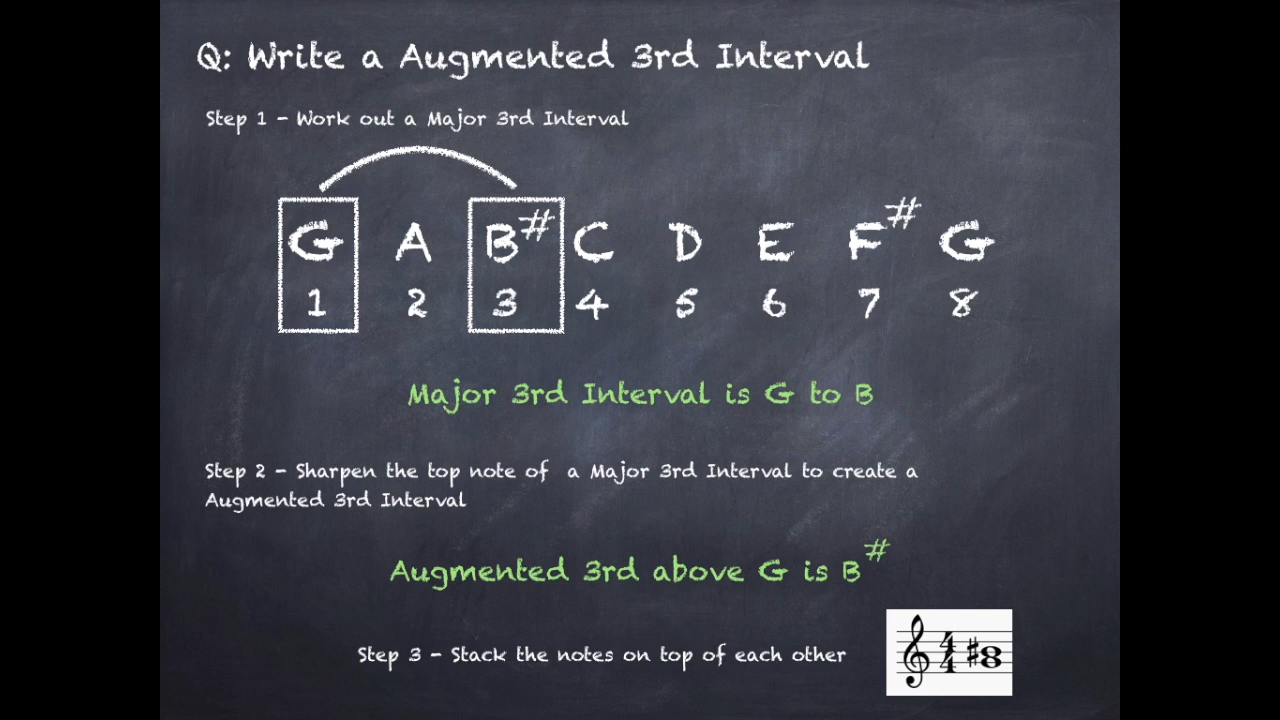 Q: Write a Augmented 3rd Interval
Step 1 - Work out a Major 3rd Interval
G A B# C D E F# G
1 2 3 4 5 6 7 8
Major 3rd Interval is G to B
Step 2 - Sharpen the top note of a Major 3rd Interval to create a
Augmented 3rd Interval
Augmented 3rd above G is B#
Step 3 - Stack the notes on top of each other
4
4